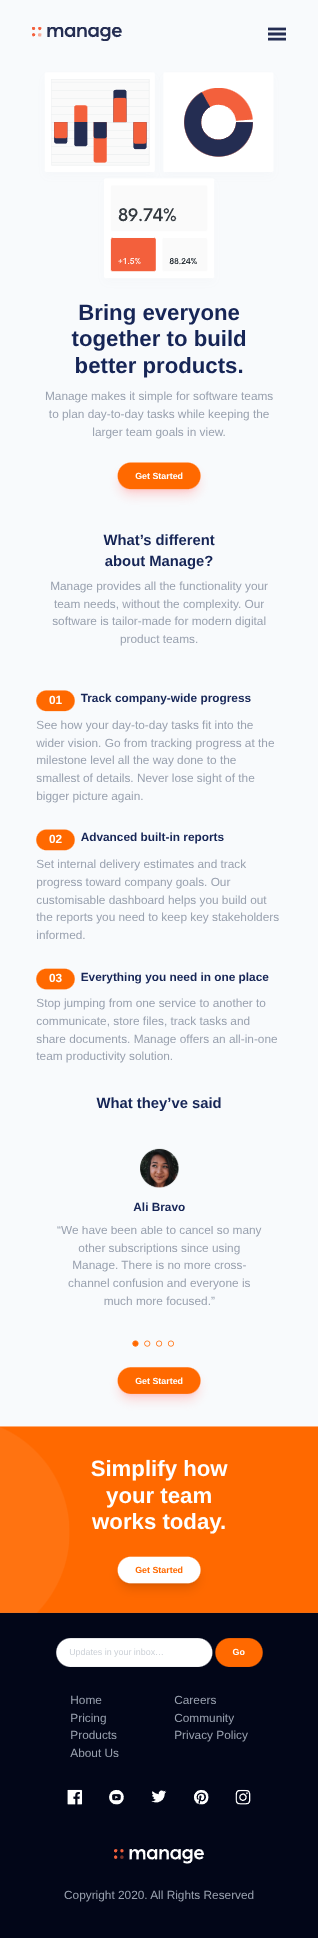 manage
89.74%
+1.5%
88.24%
Bring everyone
together to build
better products.
Manage makes it simple for software teams
to plan day-to-day tasks while keeping the
larger team goals in view.
Get Started
What’s different
about Manage?
Manage provides all the functionality your
team needs, without the complexity. Our
software is tailor-made for modern digital
product teams.
01 Track company-wide progress
See how your day-to-day tasks fit into the
wider vision. Go from tracking progress at the
milestone level all the way done to the
smallest of details. Never lose sight of the
bigger picture again.
02 Advanced built-in reports
Set internal delivery estimates and track
progress toward company goals. Our
customisable dashboard helps you build out
the reports you need to keep key stakeholders
informed.
03 Everything you need in one place
Stop jumping from one service to another to
communicate, store files, track tasks and
share documents. Manage offers an all-in-one
team productivity solution.
What they’ve said
Ali Bravo
“We have been able to cancel so many
other subscriptions since using
Manage. There is no more cross-
channel confusion and everyone is
much more focused.”
Get Started
Simplify how
your team
works today.
Get Started
Updates in your inbox...
Go
Home
Pricing
Products
About Us
Careers
Community
Privacy Policy
manage
Copyright 2020. All Rights Reserved